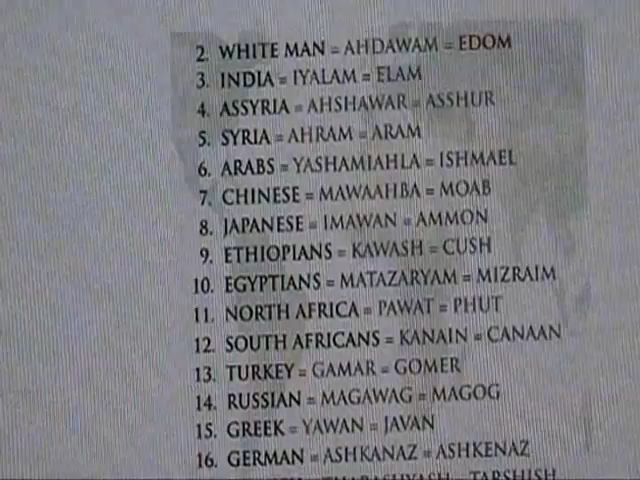 2. WHITE MAN = AHDAWAM = EDOM
3. INDIA = IYALAM = ELAM
4. ASSYRIA = AHSHAWAR = ASSHUR
5. SYRIA = AHRAM = ARAM
6. ARABS = YASHAMIAHLA = ISHMAEL
7. CHINESE = MAWAAHBA = MOAB
8. JAPANESE = IMAWAN = AMMON
9. ETHIOPIANS = KAWASH = CUSH
10. EGYPTIANS = MATAZARYAM = MIZRAIM
11. NORTH AFRICA = PAWAT = PHUT
12. SOUTH AFRICANS = KANAIN = CANAAN
13. TURKEY = GAMAR = GOMER
14. RUSSIAN = MAGAWAG = MAGOG
15. GREEK = YAWAN = JAVAN
16. GERMAN = ASHKANAZ = ASHKENAZ
= TARSHISH